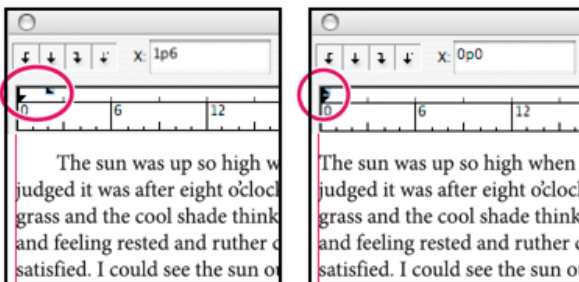 X: 1p6
0 6 12
The sun was up so high w
judged it was after eight o'cloc
grass and the cool shade think
and feeling rested and ruther
satisfied. I could see the sun o
X: 0p0
0 6 12
The sun was up so high when
judged it was after eight o'clock
grass and the cool shade think
and feeling rested and ruther
satisfied. I could see the sun o